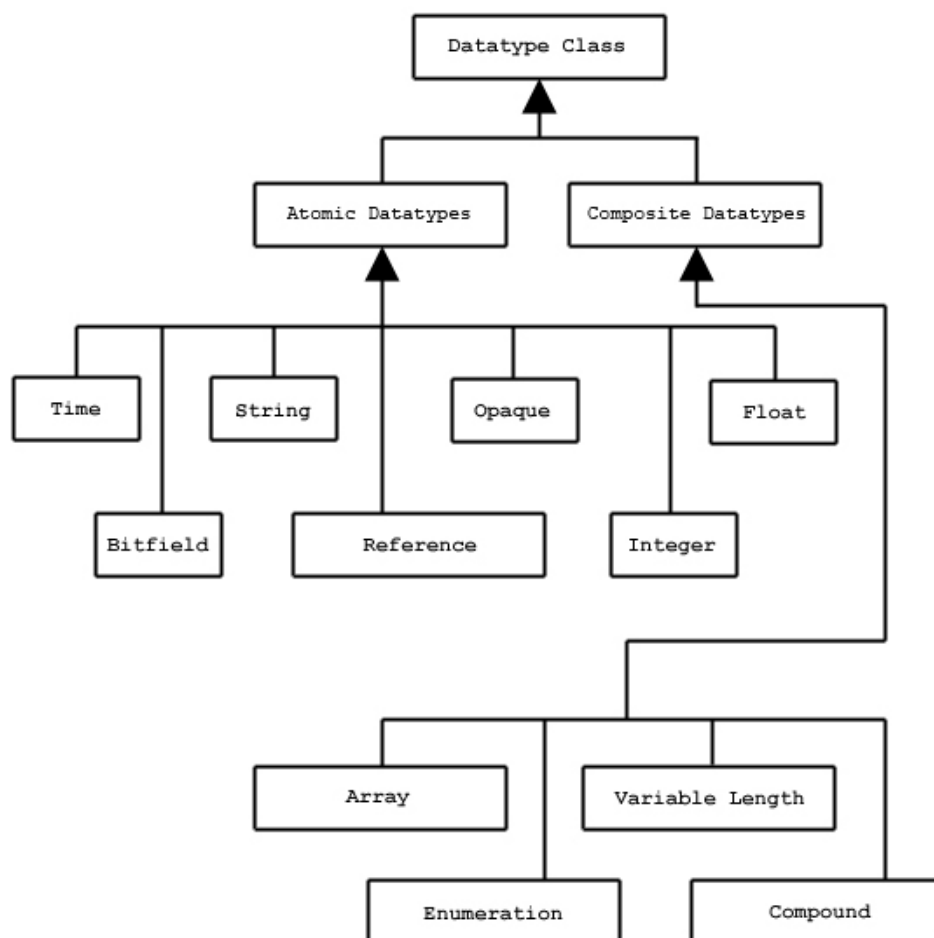 Datatype Class
Atomic Datatypes
Composite Datatypes
Time
String
Opaque
Float
Bitfield
Reference
Integer
Array
Variable Length
Enumeration
Compound